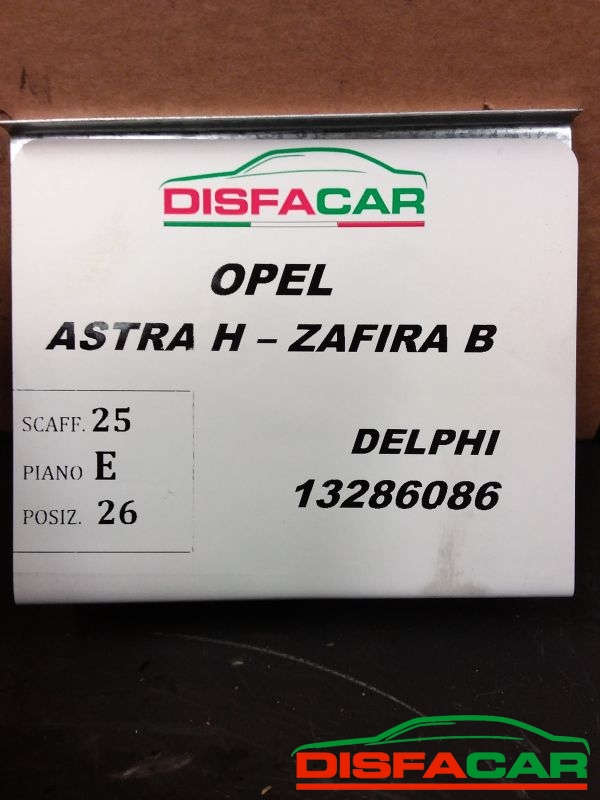 DISFACAR
OPEL
ASTRA H – ZAFIRA B
SCAFF. 25
PIANO E
POSIZ. 26
DELPHI
13286086
DISFACAR